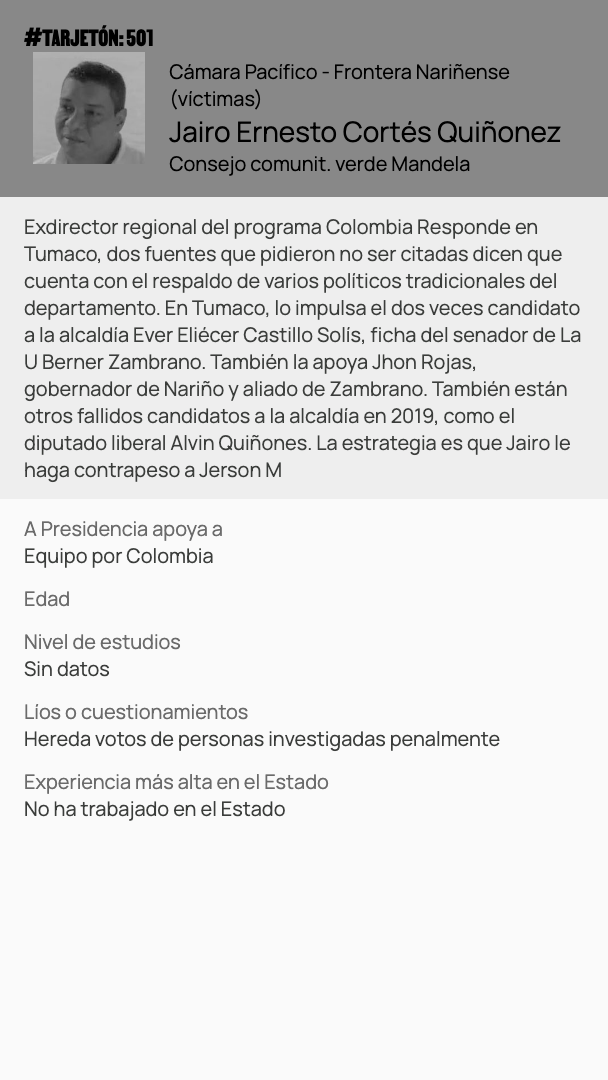 #TARJETÓN: 501
Cámara Pacífico - Frontera Nariñense
(víctimas)
Jairo Ernesto Cortés Quiñonez
Consejo comunit. verde Mandela
Exdirector regional del programa Colombia Responde en
Tumaco, dos fuentes que pidieron no ser citadas dicen que
cuenta con el respaldo de varios políticos tradicionales del
departamento. En Tumaco, lo impulsa el dos veces candidato
a la alcaldía Ever Eliécer Castillo Solís, ficha del senador de La
U Berner Zambrano. También la apoya Jhon Rojas,
gobernador de Nariño y aliado de Zambrano. También están
otros fallidos candidatos a la alcaldía en 2019, como el
diputado liberal Alvin Quiñones. La estrategia es que Jairo le
haga contrapeso a Jerson M
A Presidencia apoya a
Equipo por Colombia
Edad
Nivel de estudios
Sin datos
Líos o cuestionamientos
Hereda votos de personas investigadas penalmente
Experiencia más alta en el Estado
No ha trabajado en el Estado